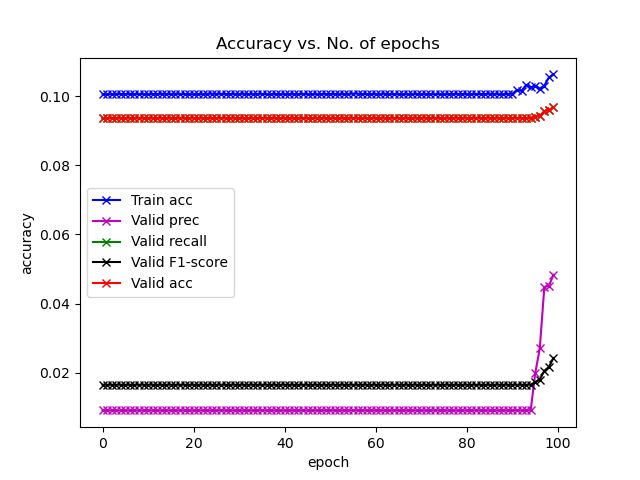 Accuracy vs. No. of epochs
accuracy
0.10
0.08
0.06
0.04
0.02
Train acc
Valid prec
Valid recall
Valid F1-score
Valid acc
0
20
40
60
80
100
epoch